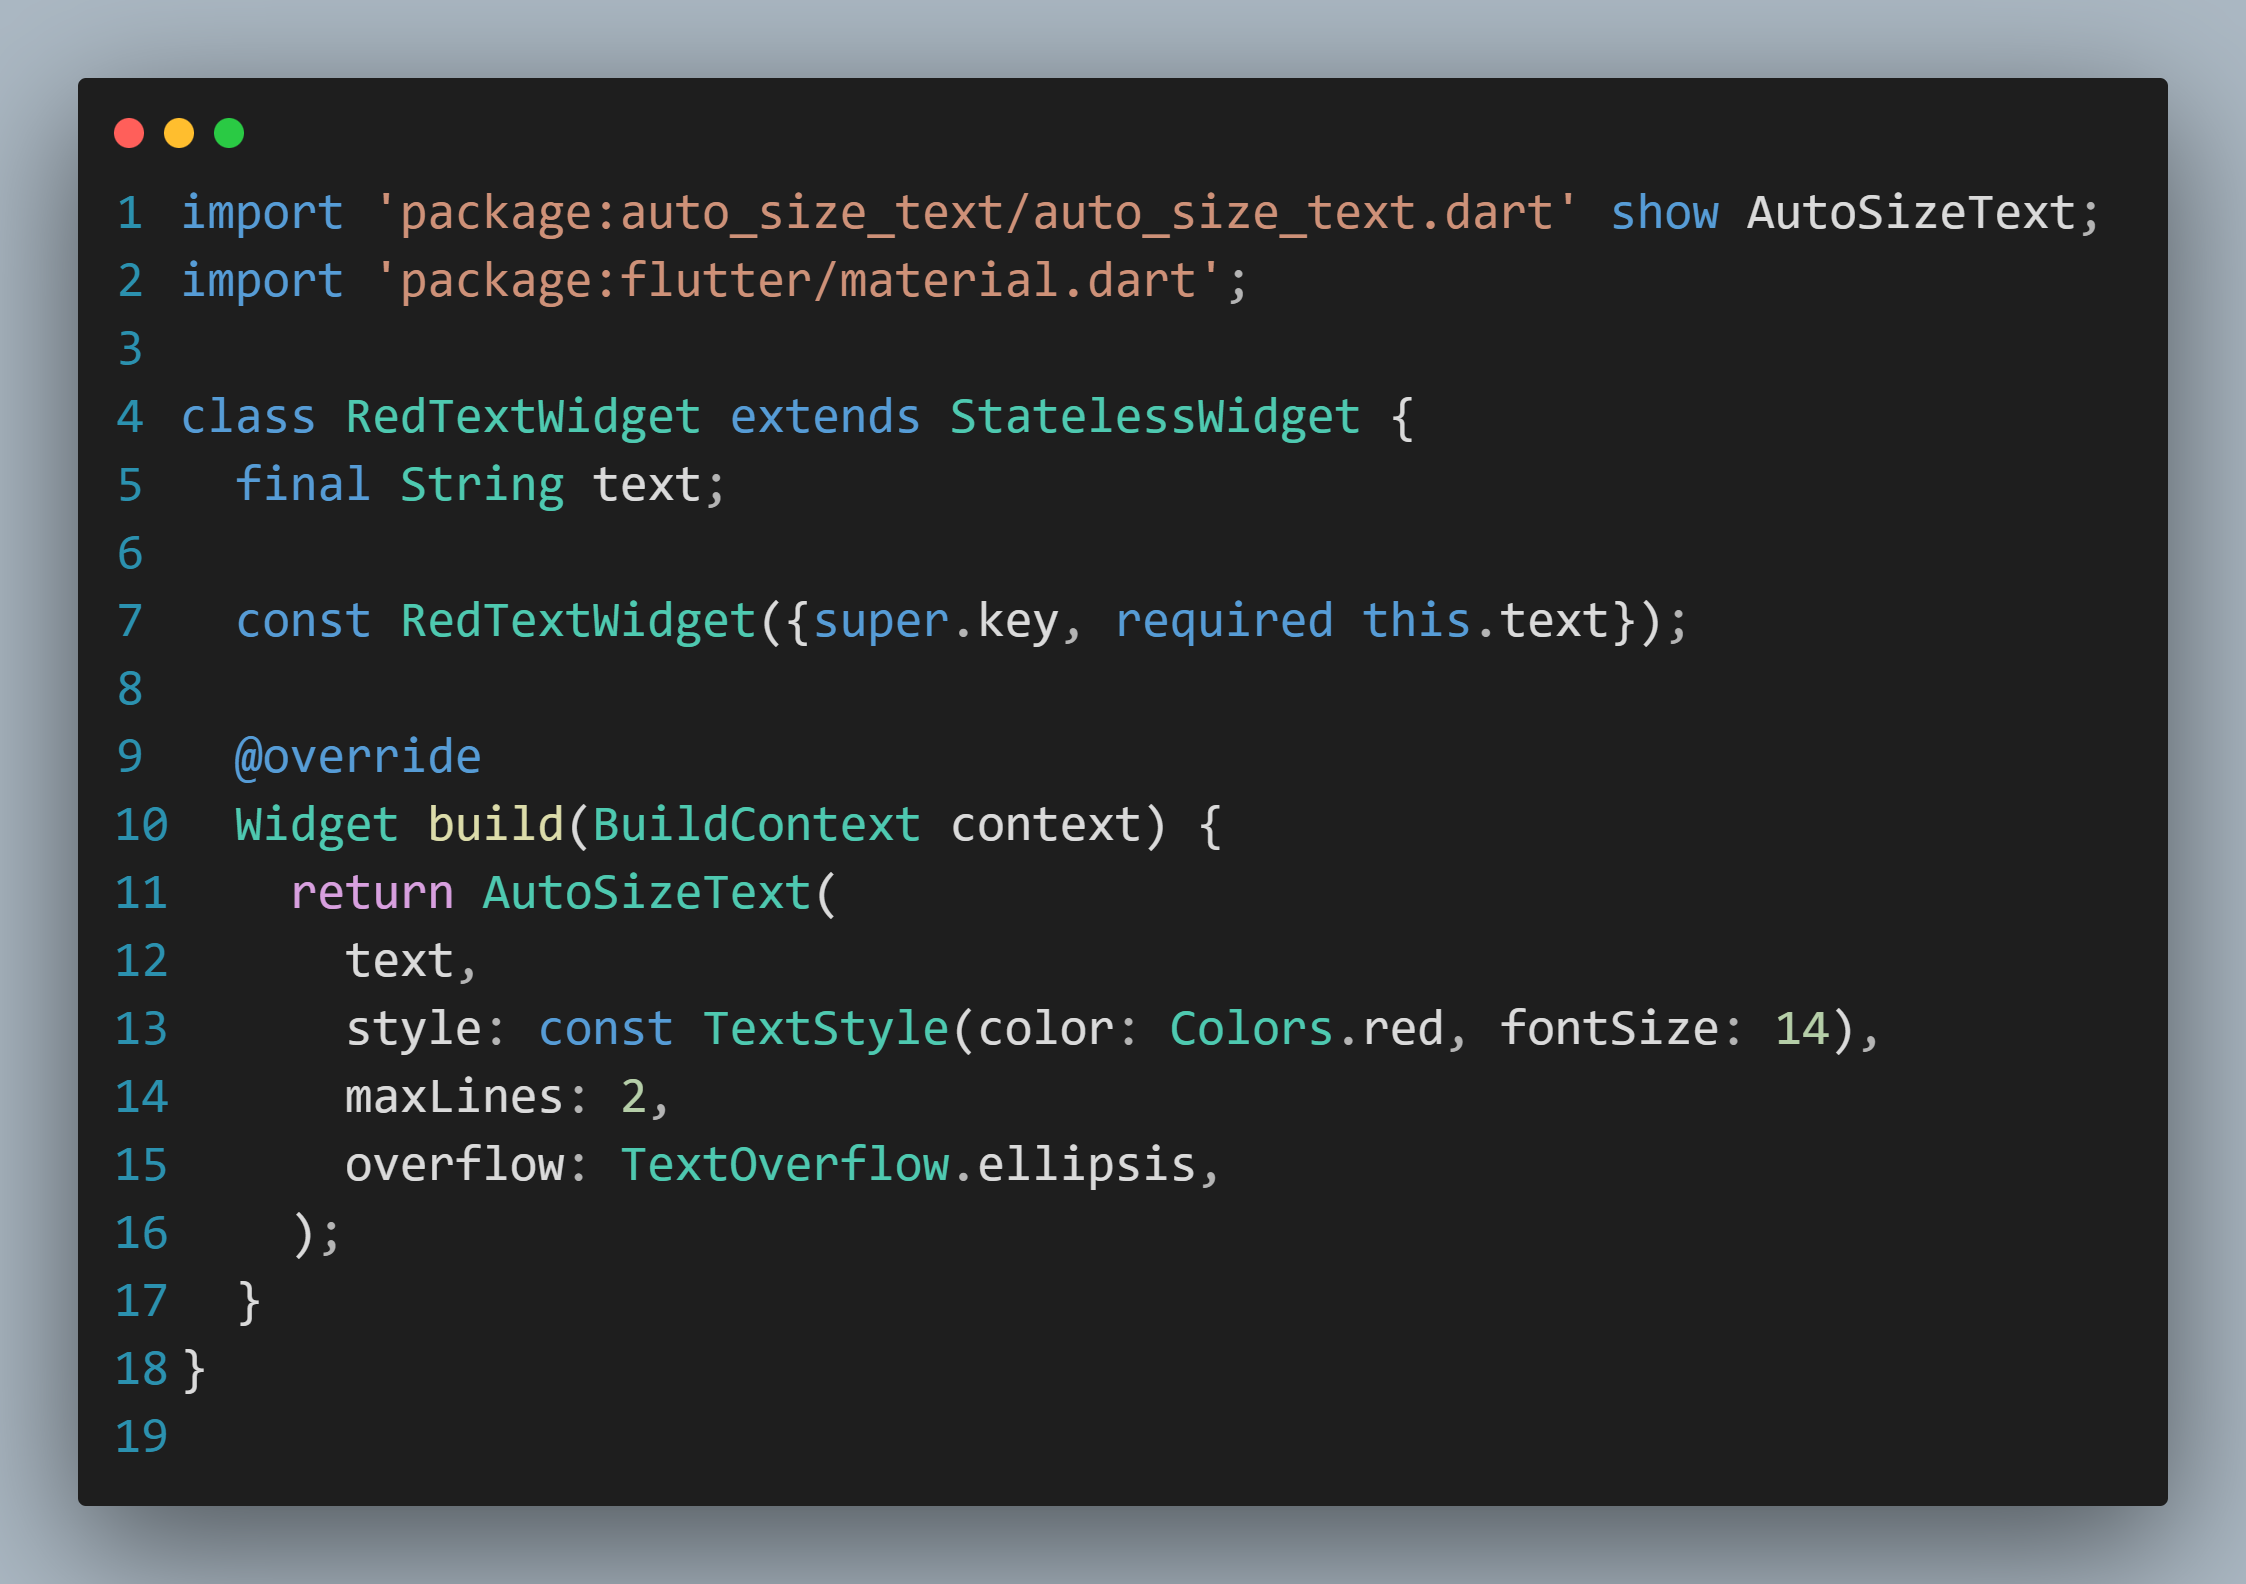 1 import 'package:auto_size_text/auto_size_text.dart' show AutoSizeText;
2 import 'package:flutter/material.dart';
3
4 class RedTextWidget extends StatelessWidget {
5   final String text;
6
7   const RedTextWidget({super.key, required this.text});
8
9   @override
10   Widget build(BuildContext context) {
11     return AutoSizeText(
12       text,
13       style: const TextStyle(color: Colors.red, fontSize: 14),
14       maxLines: 2,
15       overflow: TextOverflow.ellipsis,
16     );
17   }
18 }
19